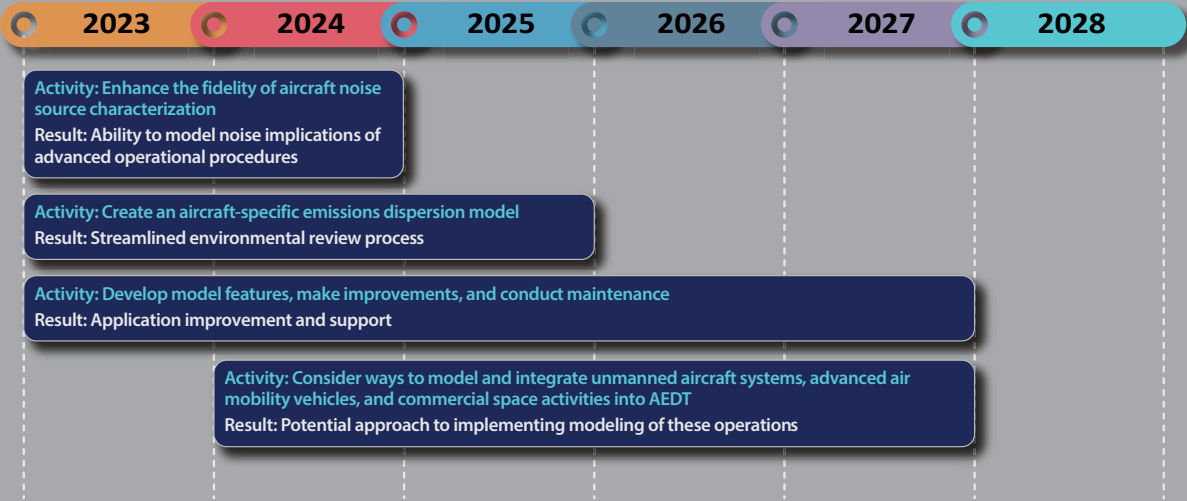 2023 2024 2025 2026 2027 2028
Activity: Enhance the fidelity of aircraft noise
source characterization
Result: Ability to model noise implications of
advanced operational procedures
Activity: Create an aircraft-specific emissions dispersion model
Result: Streamlined environmental review process
Activity: Develop model features, make improvements, and conduct maintenance
Result: Application improvement and support
Activity: Consider ways to model and integrate unmanned aircraft systems, advanced air
mobility vehicles, and commercial space activities into AEDT
Result: Potential approach to implementing modeling of these operations